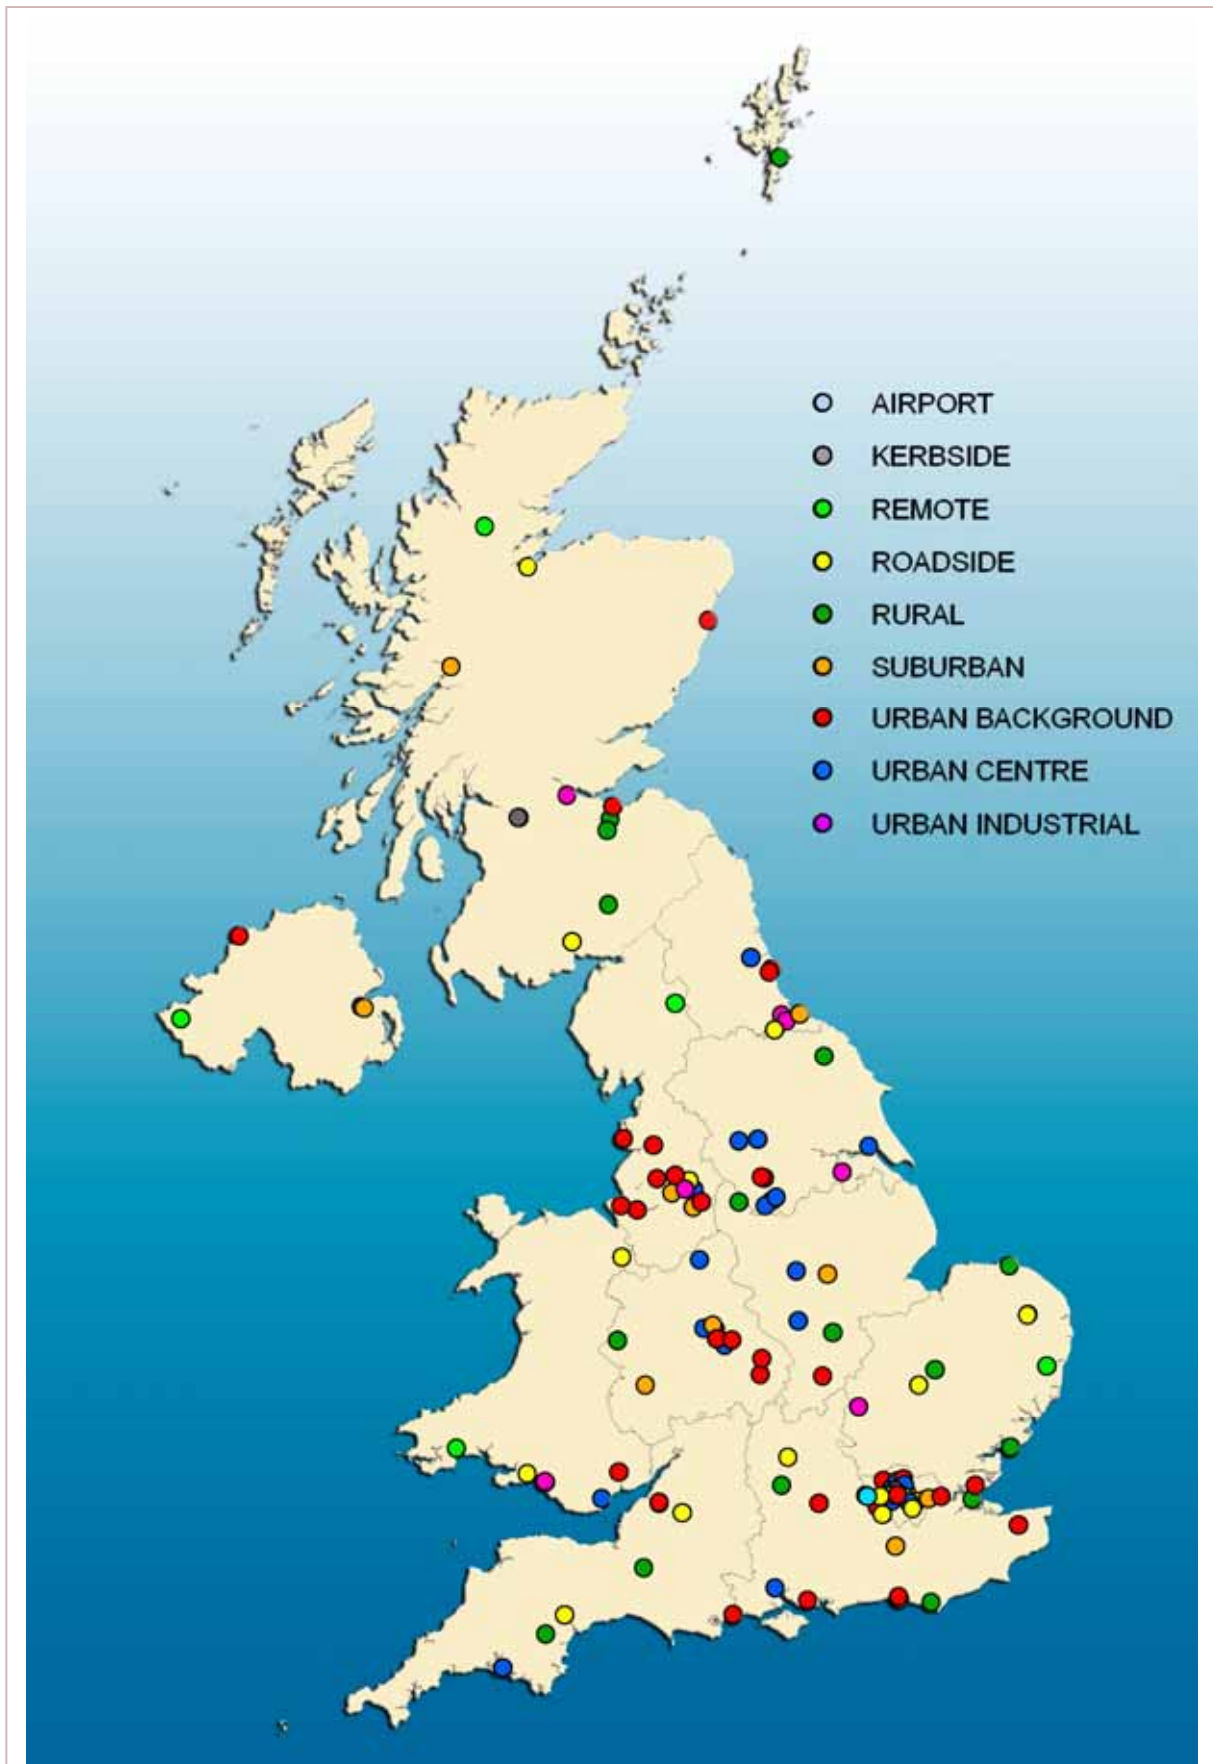 AIRPORT
KERBSIDE
REMOTE
ROADSIDE
RURAL
SUBURBAN
URBAN BACKGROUND
URBAN CENTRE
URBAN INDUSTRIAL